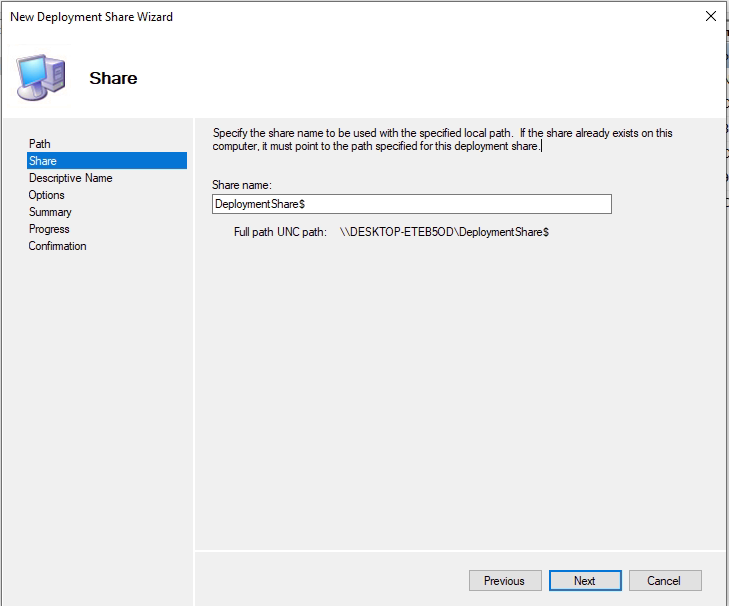 New Deployment Share Wizard
Share
Path
Share
Descriptive Name
Options
Summary
Progress
Confirmation
Specify the share name to be used with the specified local path.  If the share already exists on this
computer, it must point to the path specified for this deployment share.
Share name:
DeploymentShare$
Full path UNC path: \\DESKTOP-ETEB5OD\DeploymentShare$
Previous
Next
Cancel